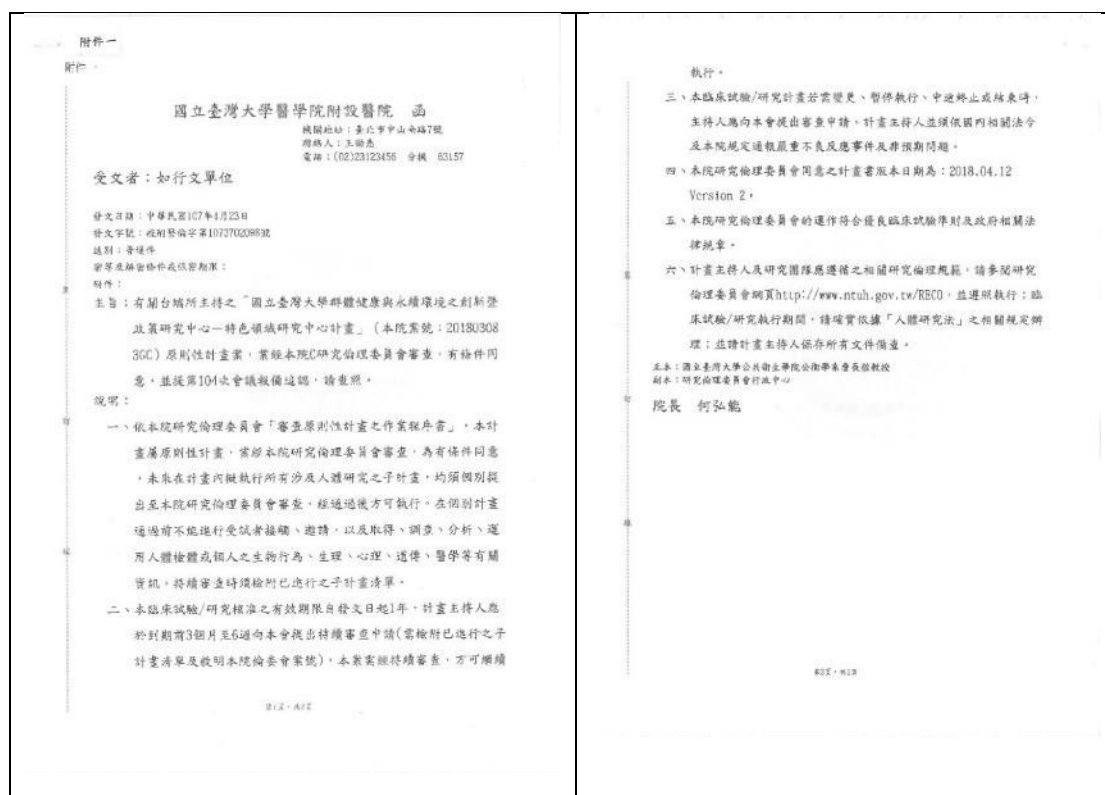 附件一
附件
國立臺灣大學醫學院附設醫院 函
機關地址：臺北市中山南路7號
聯絡人：王
電話：(02)23123456 分機 63157
受文者：如行文單位
發文日期：中華民國107年4月23日
發文字號：校附醫倫字第
速別：普通件
密等及解密條件或保密期限：
附件：
主旨：有關台端所主持之「國立臺灣大學群體健康與永續環境之創新暨
政策研究中心－特色領域研究中心計畫」（本院案號：20180308
3GC）原則性計畫案，業經本院C研究倫理委員會審查，有條件同
意，並提第104次會議報備追認，請查照。
說明：
一、依本院研究倫理委員會「審查原則性計畫之作業程序書」，本計
畫屬原則性計畫，業經本院研究倫理委員會審查，為有條件同意
，未來在計畫內擬執行所有涉及人體研究之子計畫，均須個別提
出至本院研究倫理委員會審查，經通過後方可執行。在個別計畫
通過前不能進行受試者接觸、邀請，以及取得、調查、分析、運
用人體檢體或個人之生物行為、生理、心理、遺傳、醫學等有關
資訊。持續審查時須檢附已進行之子計畫清單。
二、本臨床試驗/研究核准之有效期限自發文日起1年，計畫主持人應
於到期前3個月至6週向本會提出持續審查申請(需檢附已進行之子
計畫清單及敘明本院倫委會案號)，本案需經持續審查，方可繼續
裝
訂
線
第1頁，共2頁
執行。
三、本臨床試驗/研究計畫若需變更、暫停執行、中途終止或結束時，
主持人應向本會提出審查申請。計畫主持人並須依國內相關法令
及本院規定通報嚴重不良反應事件及非預期問題。
四、本院研究倫理委員會同意之計畫書版本日期為：2018.04.12
Version 2。
五、本院研究倫理委員會的運作符合優良臨床試驗準則及政府相關法
律規章。
六、計畫主持人及研究團隊應遵循之相關研究倫理規範，請參閱研究
倫理委員會網頁http://www.ntuh.gov.tw/RECO，並遵照執行；臨
床試驗/研究執行期間，請確實依據「人體研究法」之相關規定辦
理；並請計畫主持人保存所有文件備查。
正本：國立臺灣大學公共衛生學院公衛學系詹長權教授
副本：研究倫理委員會行政中心
院長 何弘能
裝
訂
線
第2頁，共2頁